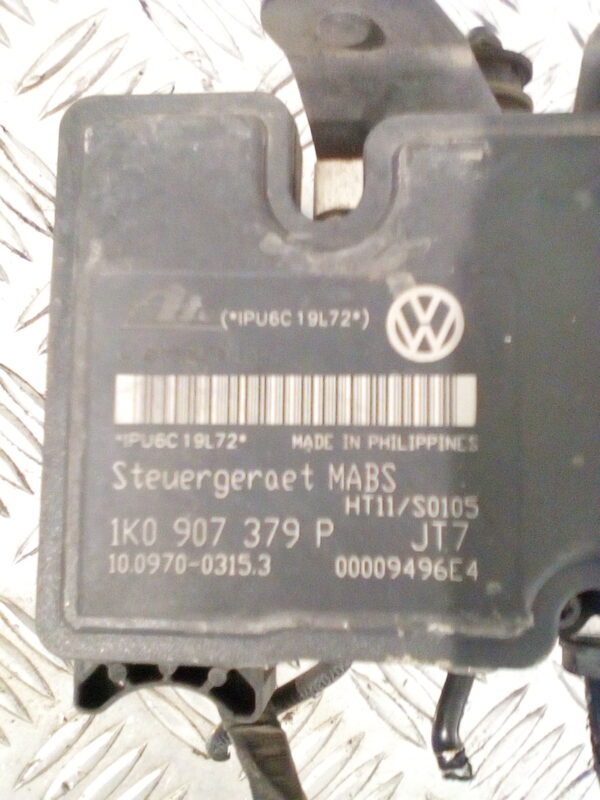 (*IPU6C19L72*)
*IPU6C19L72* MADE IN PHILIPPINES
Steuergeraet MABS
HT11/S0105
1K0 907 379 P JT7
10.0970-0315.3 00009496E4